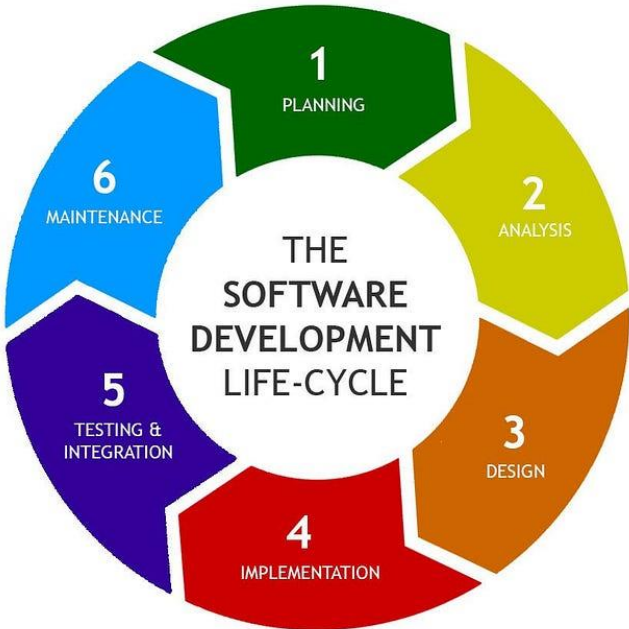 1
PLANNING
2
ANALYSIS
3
DESIGN
4
IMPLEMENTATION
5
TESTING &
INTEGRATION
6
MAINTENANCE
THE
SOFTWARE
DEVELOPMENT
LIFE-CYCLE